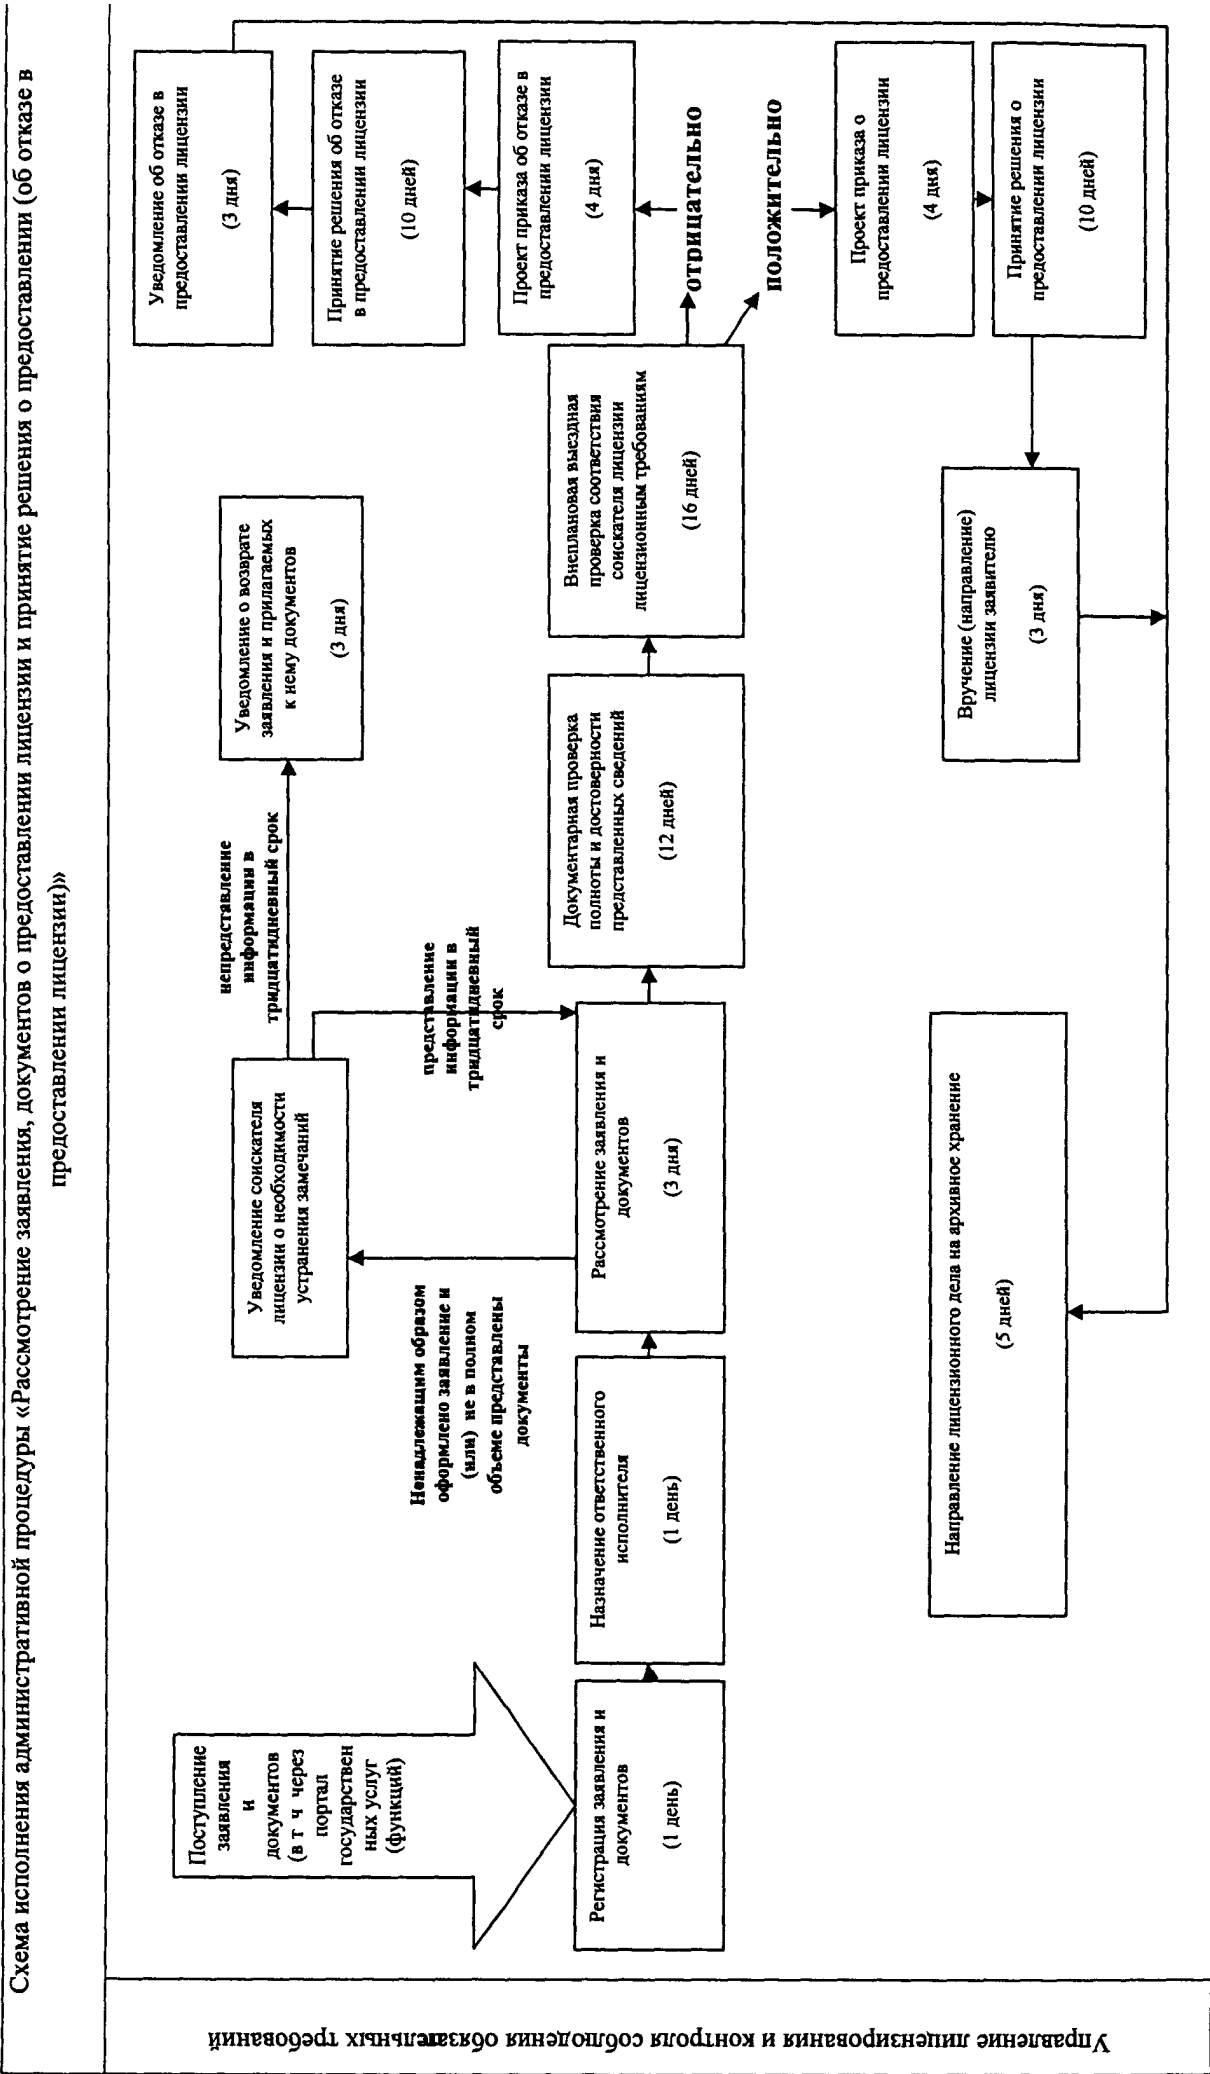 Схема исполнения административной процедуры «Рассмотрение заявления, документов о предоставлении лицензии и принятие решения о предоставлении (об отказе в
предоставлении лицензии)»
Управление лицензирования и контроля соблюдения обязательных требований
Поступление
заявления
и
документов
(в т ч через
портал
государствен
ных услуг
(функций)
Регистрация заявления и
документов
(1 день)
Назначение ответственного
исполнителя
(1 день)
Рассмотрение заявления и
документов
(3 дня)
Ненадлежащим образом
оформлено заявление и
(или) не в полном
объеме представлены
документы
Уведомление соискателя
лицензии о необходимости
устранения замечаний
непредставление
информации в
тридцатидневный срок
представление
информации в
тридцатидневный
срок
Уведомление о возврате
заявления и прилагаемых
к нему документов
(3 дня)
Документарная проверка
полноты и достоверности
представленных сведений
(12 дней)
Внеплановая выездная
проверка соответствия
соискателя лицензии
лицензионным требованиям
(16 дней)
отрицательно
положительно
Проект приказа об отказе в
предоставлении лицензии
(4 дня)
Принятие решения об отказе
в предоставлении лицензии
(10 дней)
Уведомление об отказе в
предоставлении лицензии
(3 дня)
Проект приказа о
предоставлении лицензии
(4 дня)
Принятие решения о
предоставлении лицензии
(10 дней)
Вручение (направление)
лицензии заявителю
(3 дня)
Направление лицензионного дела на архивное хранение
(5 дней)